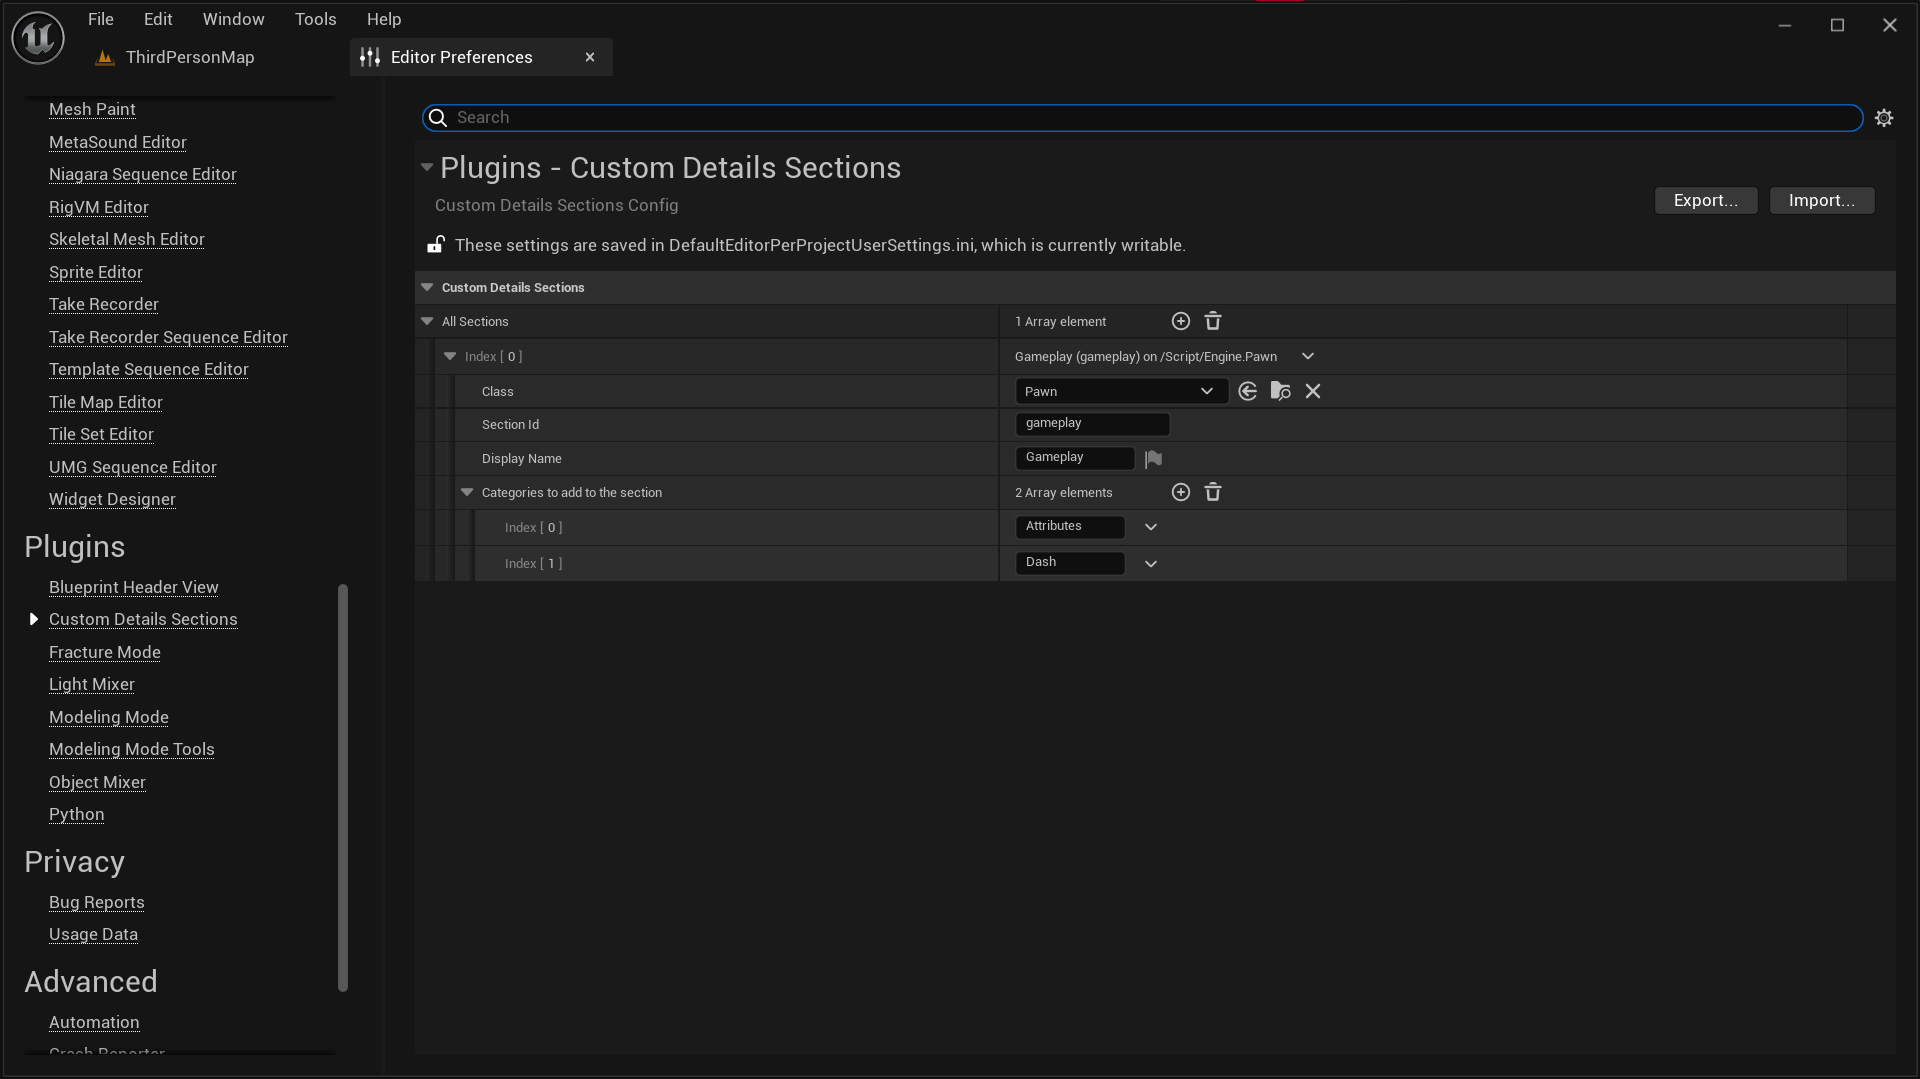 File Edit Window Tools Help
ThirdPersonMap
Editor Preferences
Mesh Paint
MetaSound Editor
Niagara Sequence Editor
RigVM Editor
Skeletal Mesh Editor
Sprite Editor
Take Recorder
Take Recorder Sequence Editor
Template Sequence Editor
Tile Map Editor
Tile Set Editor
UMG Sequence Editor
Widget Designer
Plugins
Blueprint Header View
Custom Details Sections
Fracture Mode
Light Mixer
Modeling Mode
Modeling Mode Tools
Object Mixer
Python
Privacy
Bug Reports
Usage Data
Advanced
Automation
Crash Reporter
Search
Plugins - Custom Details Sections
Custom Details Sections Config
Export...
Import...
These settings are saved in DefaultEditorPerProjectUserSettings.ini, which is currently writable.
Custom Details Sections
All Sections 1 Array element
Index [ 0 ] Gameplay (gameplay) on /Script/Engine.Pawn
Class Pawn
Section Id gameplay
Display Name Gameplay
Categories to add to the section 2 Array elements
Index [ 0 ] Attributes
Index [ 1 ] Dash